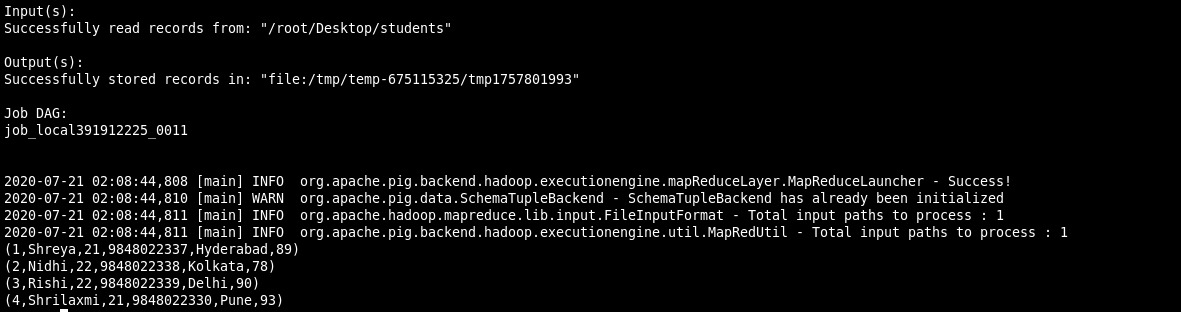 Input(s):
Successfully read records from: "/root/Desktop/students"
Output(s):
Successfully stored records in: "file:/tmp/temp-675115325/tmp1757801993"
Job DAG:
job_local391912225_0011
2020-07-21 02:08:44,808 [main] INFO  org.apache.pig.backend.hadoop.executionengine.mapReduceLayer.MapReduceLauncher - Success!
2020-07-21 02:08:44,810 [main] WARN  org.apache.pig.data.SchemaTupleBackend - SchemaTupleBackend has already been initialized
2020-07-21 02:08:44,811 [main] INFO  org.apache.hadoop.mapreduce.lib.input.FileInputFormat - Total input paths to process : 1
2020-07-21 02:08:44,811 [main] INFO  org.apache.pig.backend.hadoop.executionengine.util.MapRedUtil - Total input paths to process : 1
(1,Shreya,21,9848022337,Hyderabad,89)
(2,Nidhi,22,9848022338,Kolkata,78)
(3,Rishi,22,9848022339,Delhi,90)
(4,Shrilaxmi,21,9848022330,Pune,93)